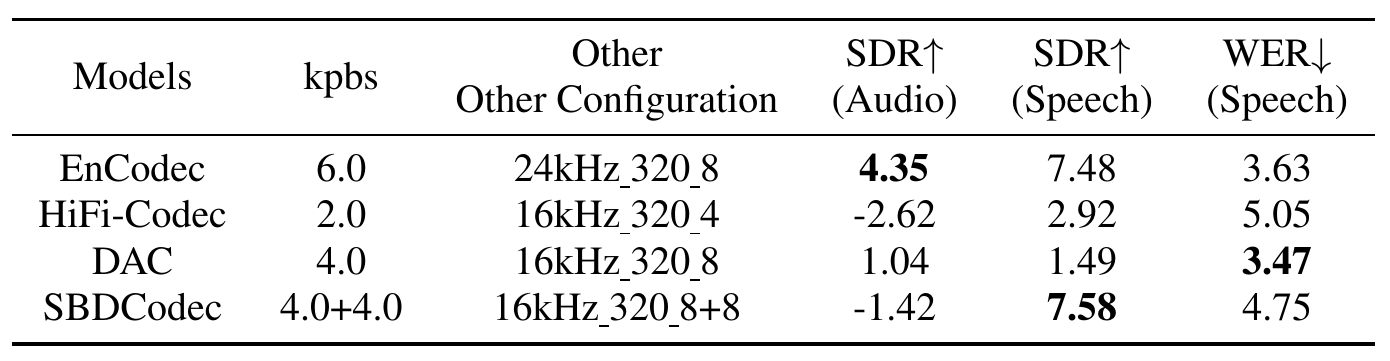 Models kpbs Other Other Configuration SDR↑ (Audio) SDR↑ (Speech) WER↓ (Speech)
EnCodec 6.0 24kHz_320_8 4.35 7.48 3.63
HiFi-Codec 2.0 16kHz_320_4 -2.62 2.92 5.05
DAC 4.0 16kHz_320_8 1.04 1.49 3.47
SBDCodec 4.0+4.0 16kHz_320_8+8 -1.42 7.58 4.75